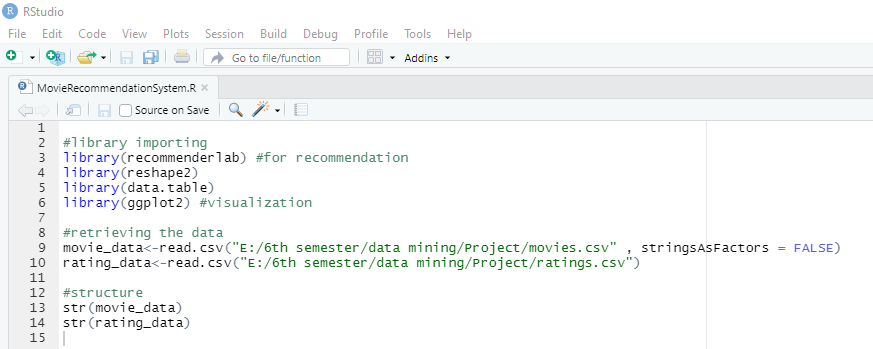 RStudio
File Edit Code View Plots Session Build Debug Profile Tools Help
Go to file/function Addins
MovieRecommendationSystem.R
Source on Save
1
2 #library importing
3 library(recommenderlab) #for recommendation
4 library(reshape2)
5 library(data.table)
6 library(ggplot2) #visualization
7
8 #retrieving the data
9 movie_data<-read.csv("E:/6th semester/data mining/Project/movies.csv" , stringsAsFactors = FALSE)
10 rating_data<-read.csv("E:/6th semester/data mining/Project/ratings.csv")
11
12 #structure
13 str(movie_data)
14 str(rating_data)
15